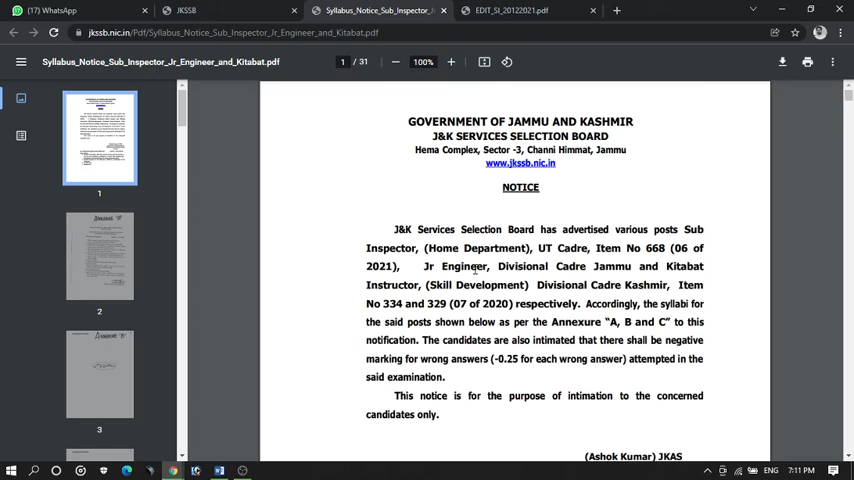 (17) WhatsApp
JKSSB
Syllabus_Notice_Sub_Inspector_J
EDIT_SI_20122021.pdf
jkssb.nic.in/Pdf/Syllabus_Notice_Sub_Inspector_Jr_Engineer_and_Kitabat.pdf
Syllabus_Notice_Sub_Inspector_Jr_Engineer_and_Kitabat.pdf
1 / 31
100%
GOVERNMENT OF JAMMU AND KASHMIR
J&K SERVICES SELECTION BOARD
Hema Complex, Sector -3, Channi Himmat, Jammu
www.jkssb.nic.in
NOTICE
J&K Services Selection Board has advertised various posts Sub
Inspector, (Home Department), UT Cadre, Item No 668 (06 of
2021), Jr Engineer, Divisional Cadre Jammu and Kitabat
Instructor, (Skill Development) Divisional Cadre Kashmir, Item
No 334 and 329 (07 of 2020) respectively. Accordingly, the syllabi for
the said posts shown below as per the Annexure “A, B and C” to this
notification. The candidates are also intimated that there shall be negative
marking for wrong answers (-0.25 for each wrong answer) attempted in the
said examination.
This notice is for the purpose of intimation to the concerned
candidates only.
(Ashok Kumar) JKAS
1
2
3
ENG
7:11 PM